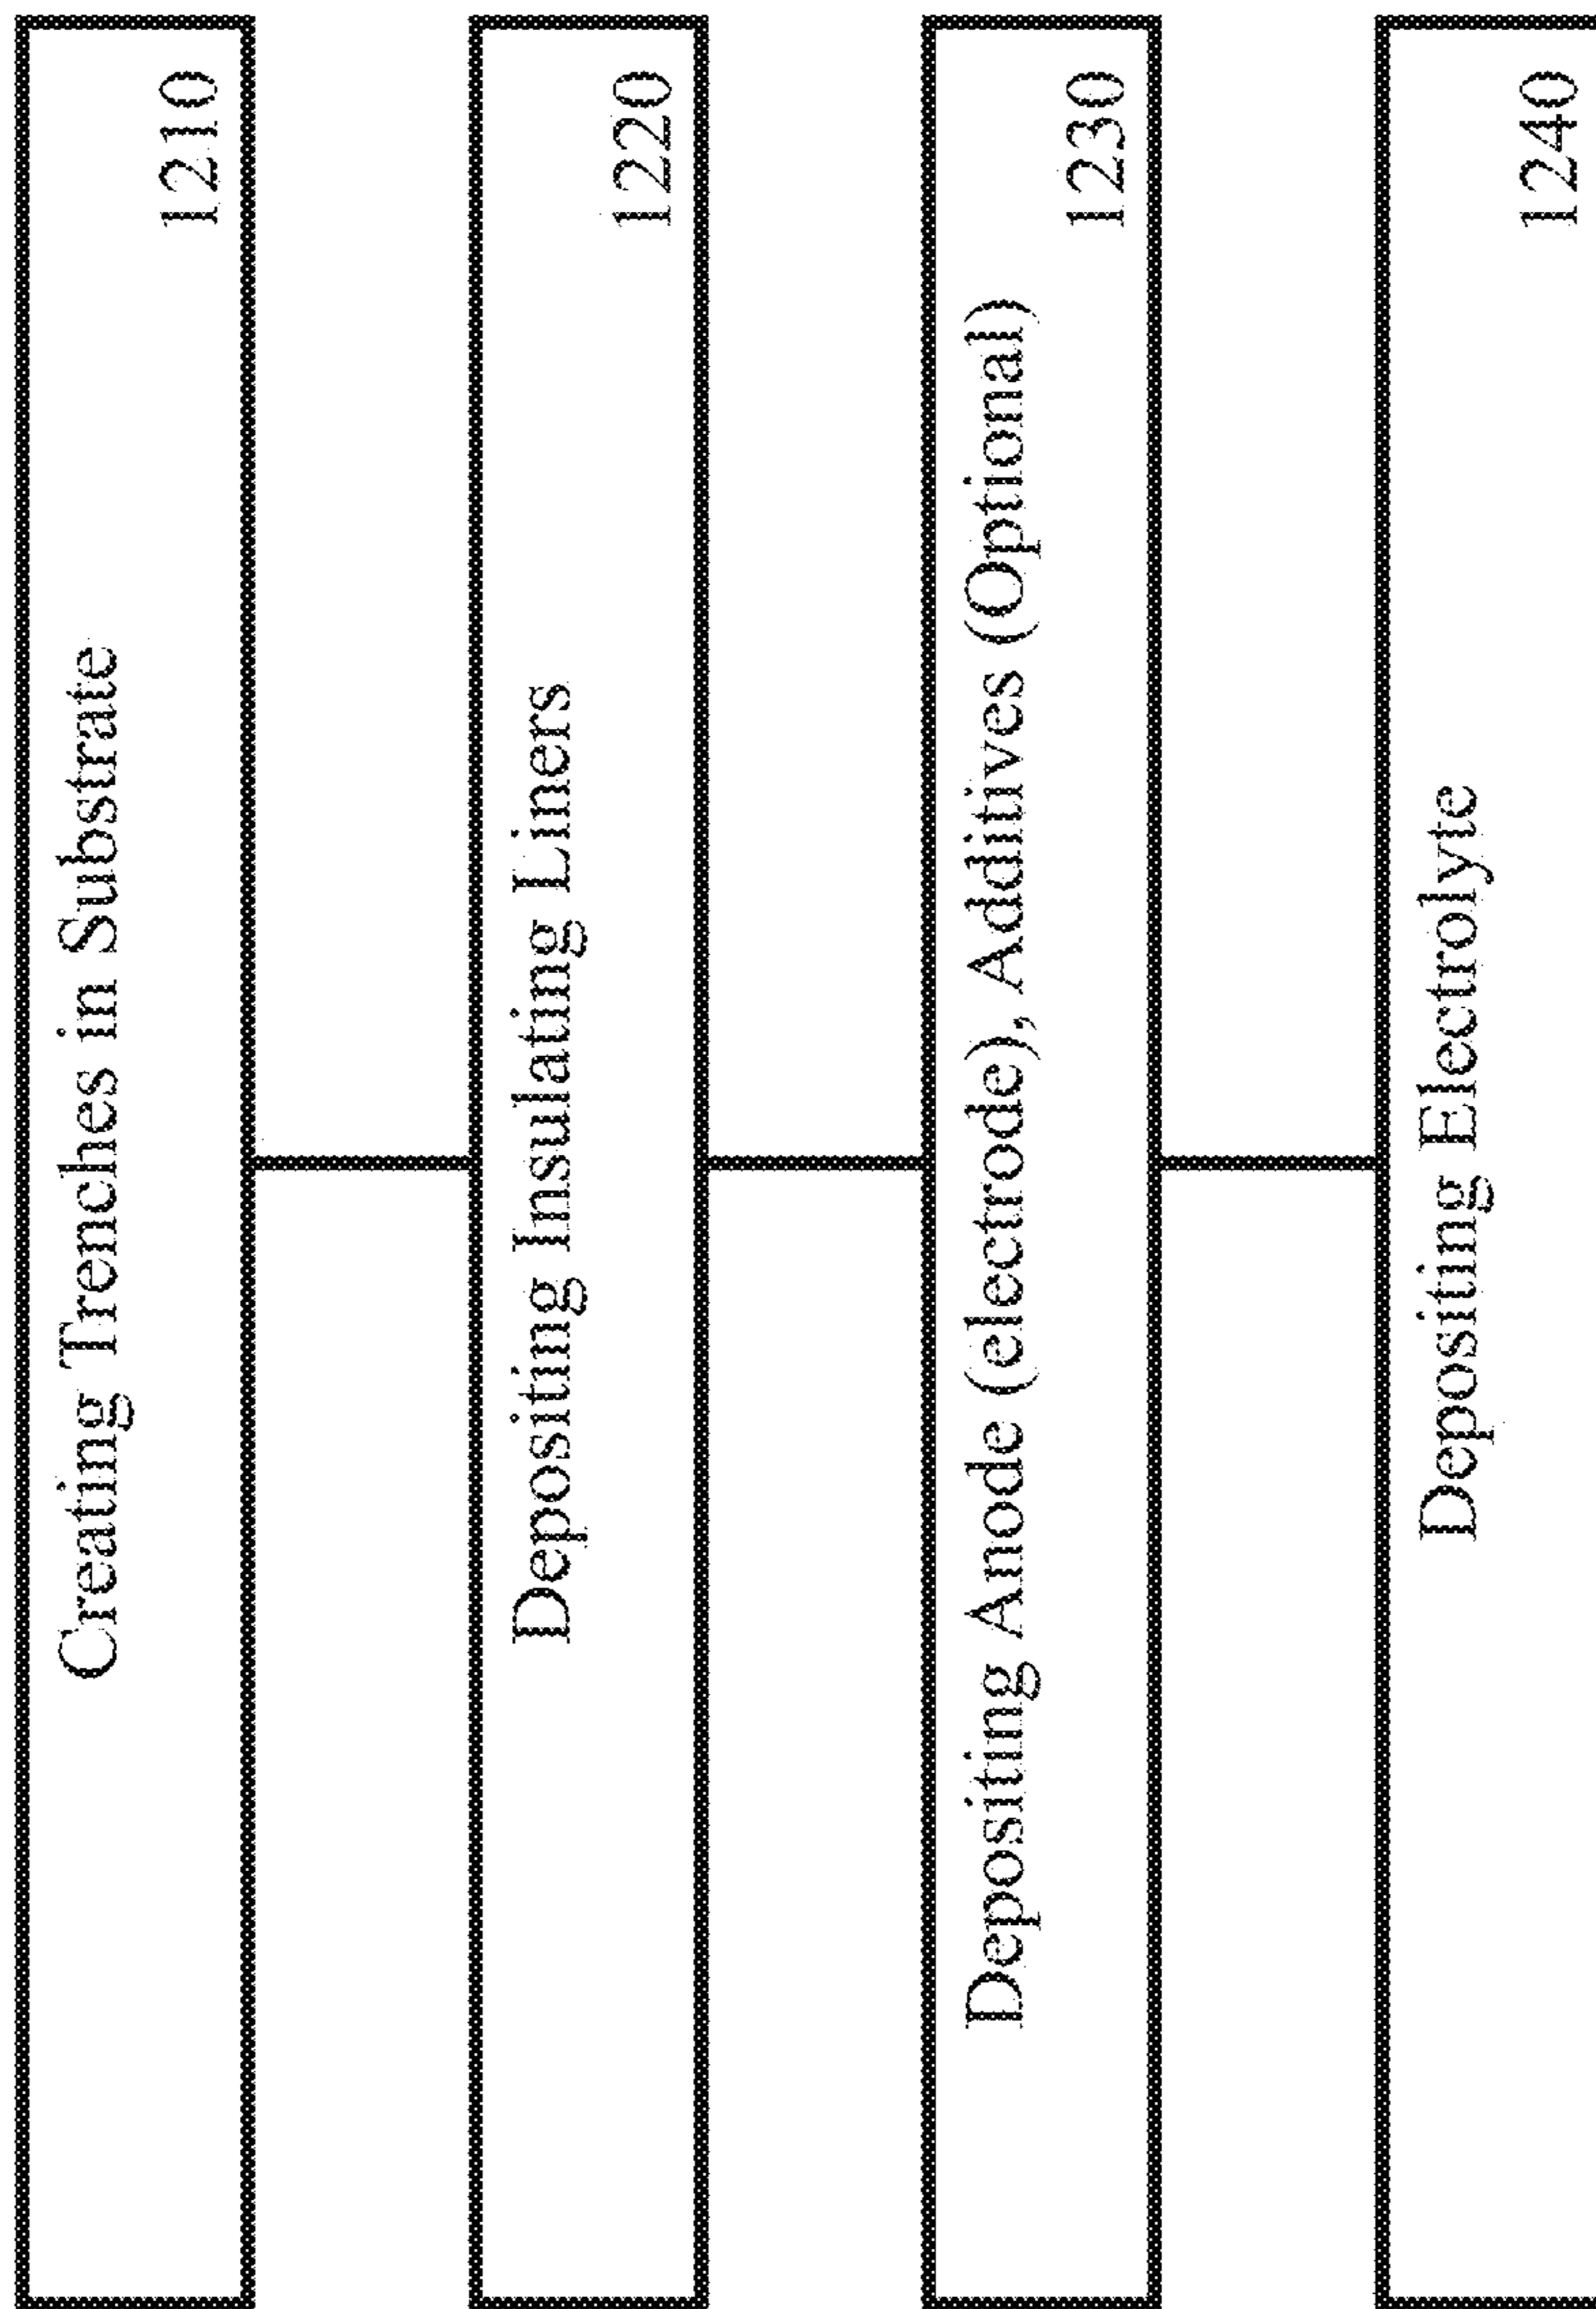 Creating Trenches in Substrate
1210
Depositing Insulating Liners
1220
Depositing Anode (electrode), Additives (Optional)
1230
Depositing Electrolyte
1240